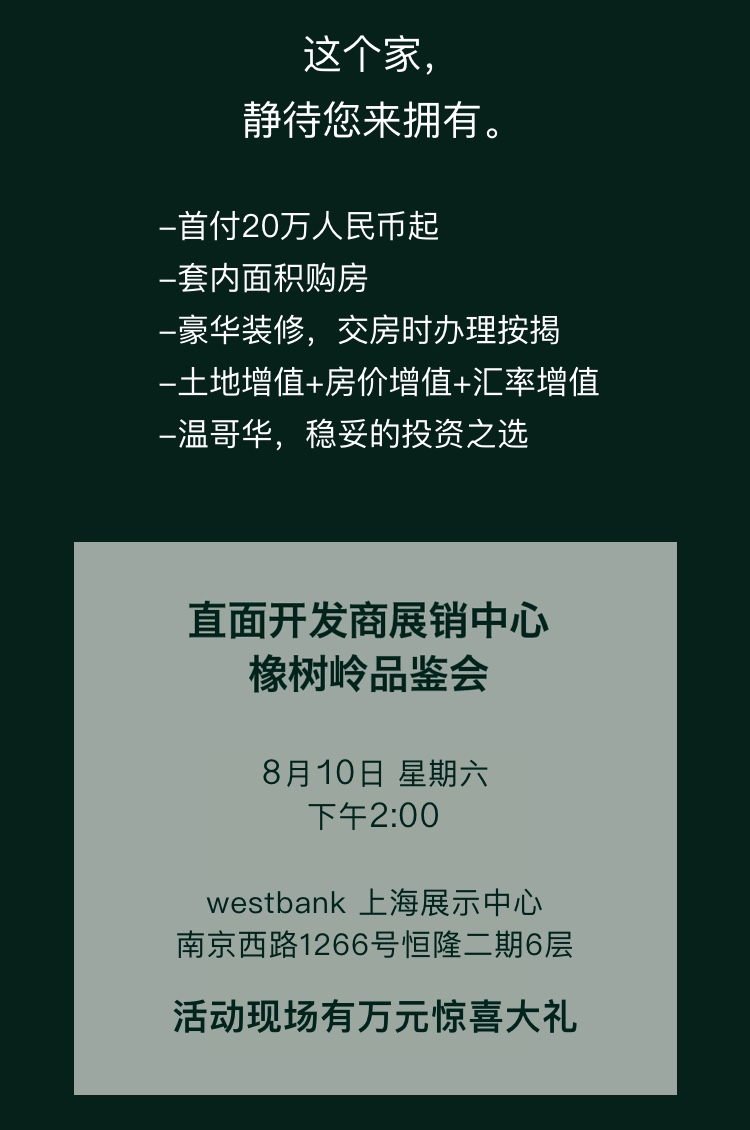 这个家，
静待您来拥有。
–首付20万人民币起
–套内面积购房
–豪华装修，交房时办理按揭
–土地增值+房价增值+汇率增值
–温哥华，稳妥的投资之选
直面开发商展销中心
橡树岭品鉴会
8月10日 星期六
下午2:00
westbank 上海展示中心
南京西路1266号恒隆二期6层
活动现场有万元惊喜大礼